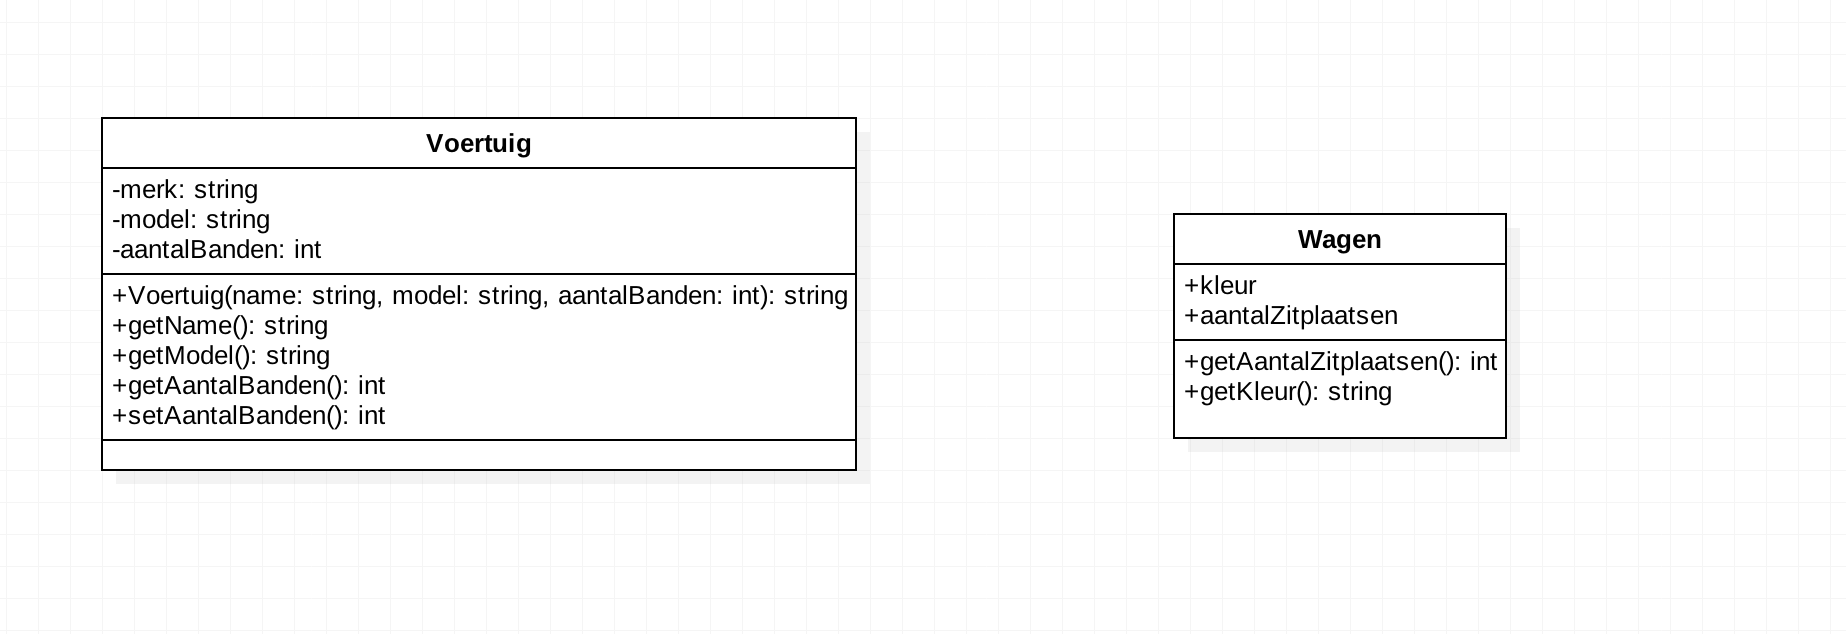 Voertuig
-merk: string
-model: string
-aantalBanden: int
+Voertuig(name: string, model: string, aantalBanden: int): string
+getName(): string
+getModel(): string
+getAantalBanden(): int
+setAantalBanden(): int
Wagen
+kleur
+aantalZitplaatsen
+getAantalZitplaatsen(): int
+getKleur(): string